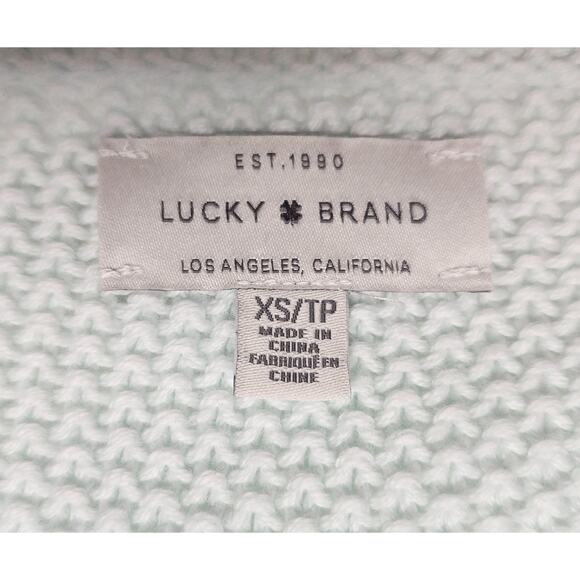 EST.1990
LUCKY BRAND
LOS ANGELES, CALIFORNIA
XS/TP
MADE IN
CHINA
FABRIQUÉ EN
CHINE